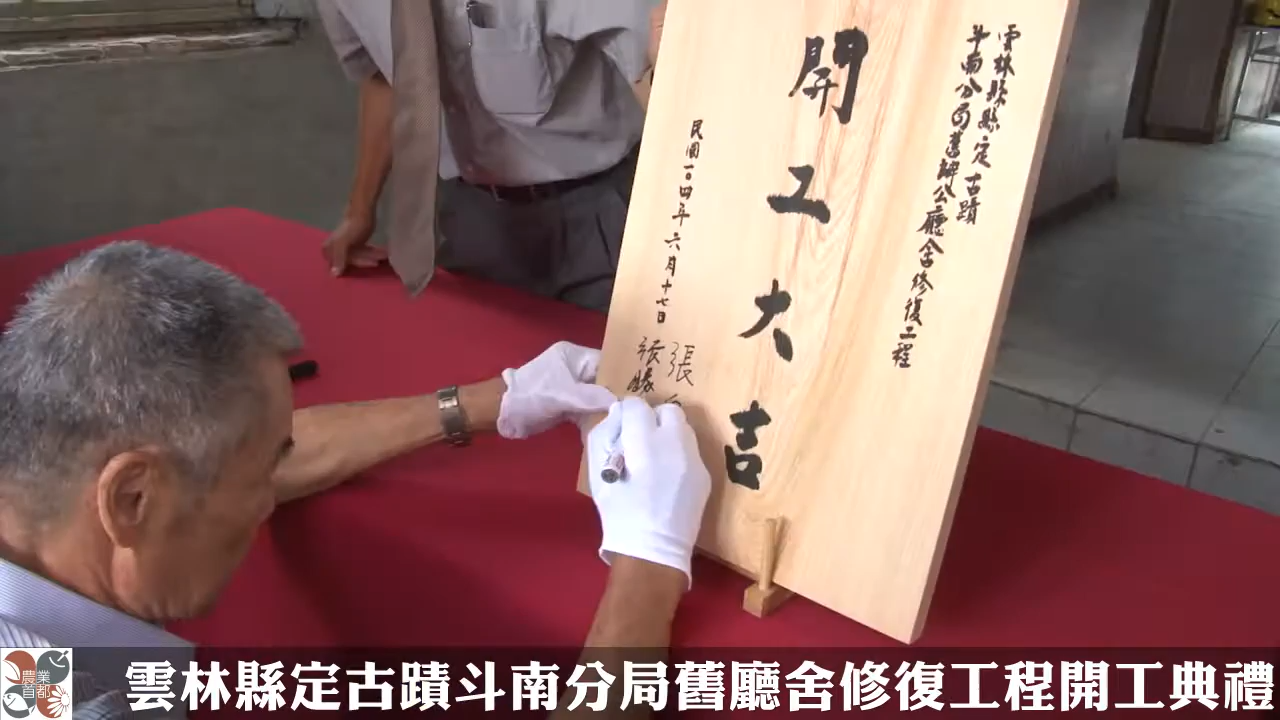 雲林縣縣定古蹟
斗南分局舊辦公廳舍修復工程
開工大吉
民國一〇四年六月十七日
張
張
農業
首都
雲林縣定古蹟斗南分局舊廳舍修復工程開工典禮